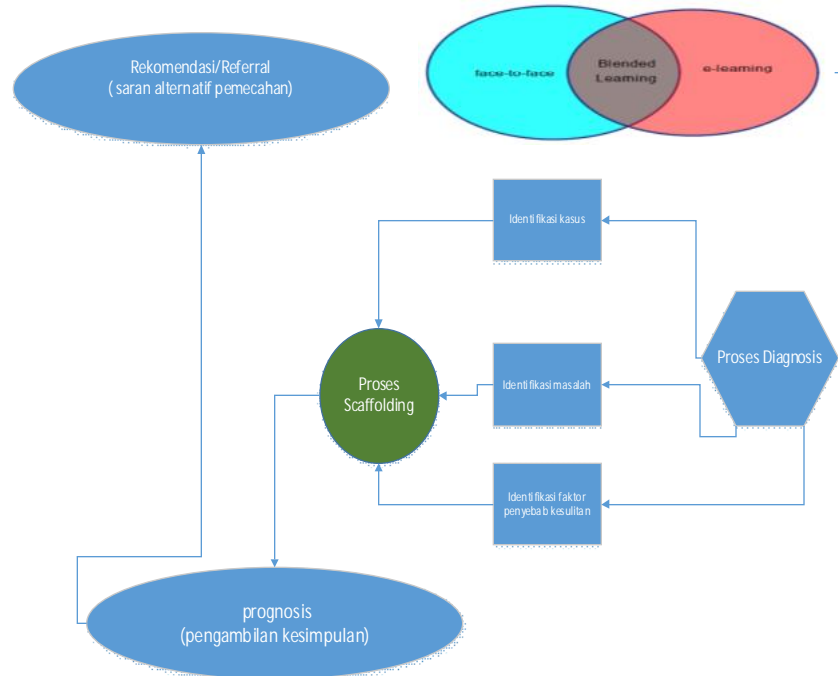 Rekomendasi/Referral
( saran alternatif pemecahan)
face-to-face
Blended
Learning
e-learning
Identifikasi kasus
Proses Diagnosis
Identifikasi masalah
Proses
Scaffolding
Identifikasi faktor
penyebab kesulitan
prognosis
(pengambilan kesimpulan)